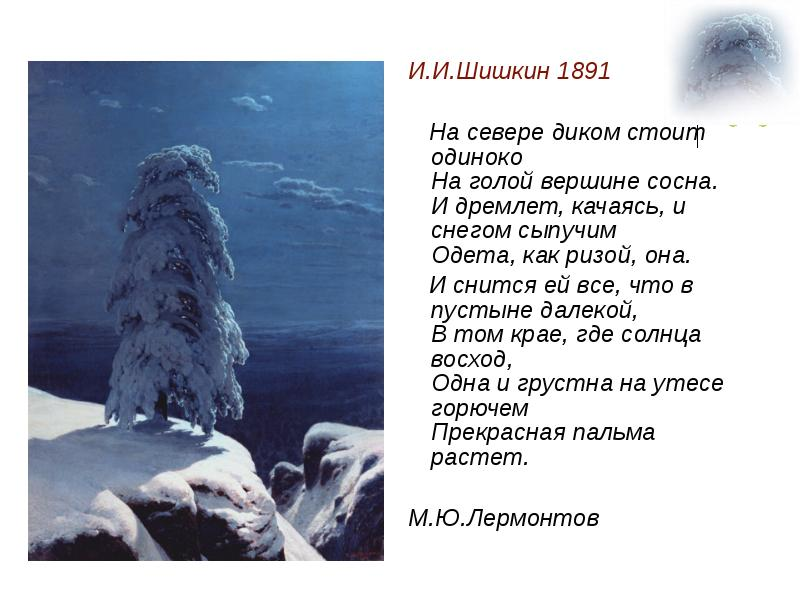 И.И.Шишкин 1891
На севере диком стоит
одиноко
На голой вершине сосна.
И дремлет, качаясь, и
снегом сыпучим
Одета, как ризой, она.
И снится ей все, что в
пустыне далекой,
В том крае, где солнца
восход,
Одна и грустна на утесе
горючем
Прекрасная пальма
растет.
М.Ю.Лермонтов